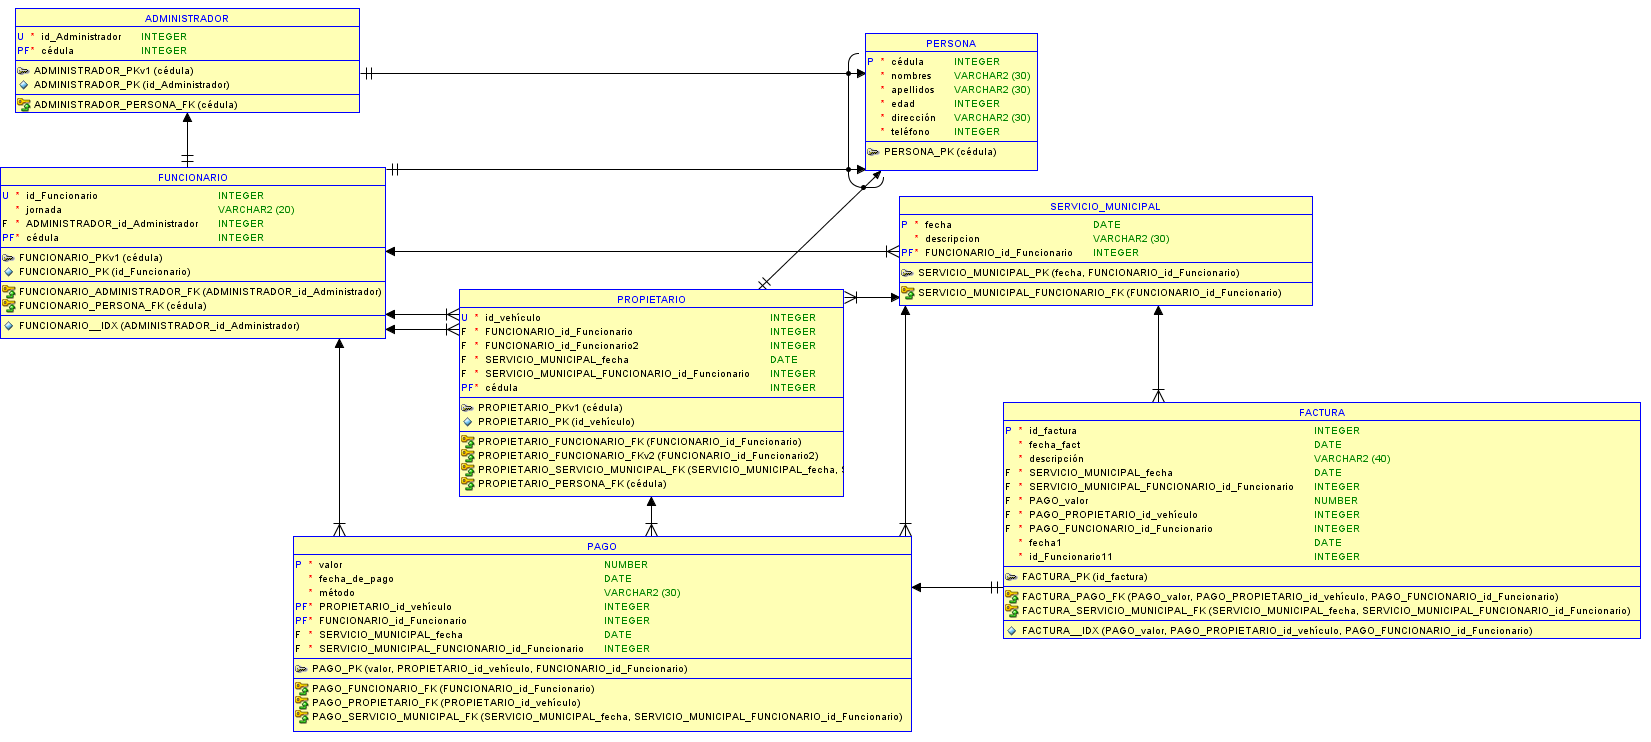 ADMINISTRADOR
U * id_Administrador INTEGER
PF* cédula INTEGER
ADMINISTRADOR_PKv1 (cédula)
ADMINISTRADOR_PK (id_Administrador)
ADMINISTRADOR_PERSONA_FK (cédula)
PERSONA
P * cédula INTEGER
* nombres VARCHAR2 (30)
* apellidos VARCHAR2 (30)
* edad INTEGER
* dirección VARCHAR2 (30)
* teléfono INTEGER
PERSONA_PK (cédula)
FUNCIONARIO
U * id_Funcionario INTEGER
* jornada VARCHAR2 (20)
F * ADMINISTRADOR_id_Administrador INTEGER
PF* cédula INTEGER
FUNCIONARIO_PKv1 (cédula)
FUNCIONARIO_PK (id_Funcionario)
FUNCIONARIO_ADMINISTRADOR_FK (ADMINISTRADOR_id_Administrador)
FUNCIONARIO_PERSONA_FK (cédula)
FUNCIONARIO__IDX (ADMINISTRADOR_id_Administrador)
SERVICIO_MUNICIPAL
P * fecha DATE
* descripcion VARCHAR2 (30)
PF* FUNCIONARIO_id_Funcionario INTEGER
SERVICIO_MUNICIPAL_PK (fecha, FUNCIONARIO_id_Funcionario)
SERVICIO_MUNICIPAL_FUNCIONARIO_FK (FUNCIONARIO_id_Funcionario)
PROPIETARIO
U * id_vehículo INTEGER
F * FUNCIONARIO_id_Funcionario INTEGER
F * FUNCIONARIO_id_Funcionario2 INTEGER
F * SERVICIO_MUNICIPAL_fecha DATE
F * SERVICIO_MUNICIPAL_FUNCIONARIO_id_Funcionario INTEGER
PF* cédula INTEGER
PROPIETARIO_PKv1 (cédula)
PROPIETARIO_PK (id_vehículo)
PROPIETARIO_FUNCIONARIO_FK (FUNCIONARIO_id_Funcionario)
PROPIETARIO_FUNCIONARIO_FKv2 (FUNCIONARIO_id_Funcionario2)
PROPIETARIO_SERVICIO_MUNICIPAL_FK (SERVICIO_MUNICIPAL_fecha,
PROPIETARIO_PERSONA_FK (cédula)
FACTURA
P * id_factura INTEGER
* fecha_fact DATE
* descripción VARCHAR2 (40)
F * SERVICIO_MUNICIPAL_fecha DATE
F * SERVICIO_MUNICIPAL_FUNCIONARIO_id_Funcionario INTEGER
F * PAGO_valor NUMBER
F * PAGO_PROPIETARIO_id_vehículo INTEGER
F * PAGO_FUNCIONARIO_id_Funcionario INTEGER
* fecha1 DATE
* id_Funcionario11 INTEGER
FACTURA_PK (id_factura)
FACTURA_PAGO_FK (PAGO_valor, PAGO_PROPIETARIO_id_vehículo, PAGO_FUNCIONARIO_id_Funcionario)
FACTURA_SERVICIO_MUNICIPAL_FK (SERVICIO_MUNICIPAL_fecha, SERVICIO_MUNICIPAL_FUNCIONARIO_id_Funcionario)
FACTURA__IDX (PAGO_valor, PAGO_PROPIETARIO_id_vehículo, PAGO_FUNCIONARIO_id_Funcionario)
PAGO
P * valor NUMBER
* fecha_de_pago DATE
* método VARCHAR2 (30)
PF* PROPIETARIO_id_vehículo INTEGER
PF* FUNCIONARIO_id_Funcionario INTEGER
F * SERVICIO_MUNICIPAL_fecha DATE
F * SERVICIO_MUNICIPAL_FUNCIONARIO_id_Funcionario INTEGER
PAGO_PK (valor, PROPIETARIO_id_vehículo, FUNCIONARIO_id_Funcionario)
PAGO_FUNCIONARIO_FK (FUNCIONARIO_id_Funcionario)
PAGO_PROPIETARIO_FK (PROPIETARIO_id_vehículo)
PAGO_SERVICIO_MUNICIPAL_FK (SERVICIO_MUNICIPAL_fecha, SERVICIO_MUNICIPAL_FUNCIONARIO_id_Funcionario)